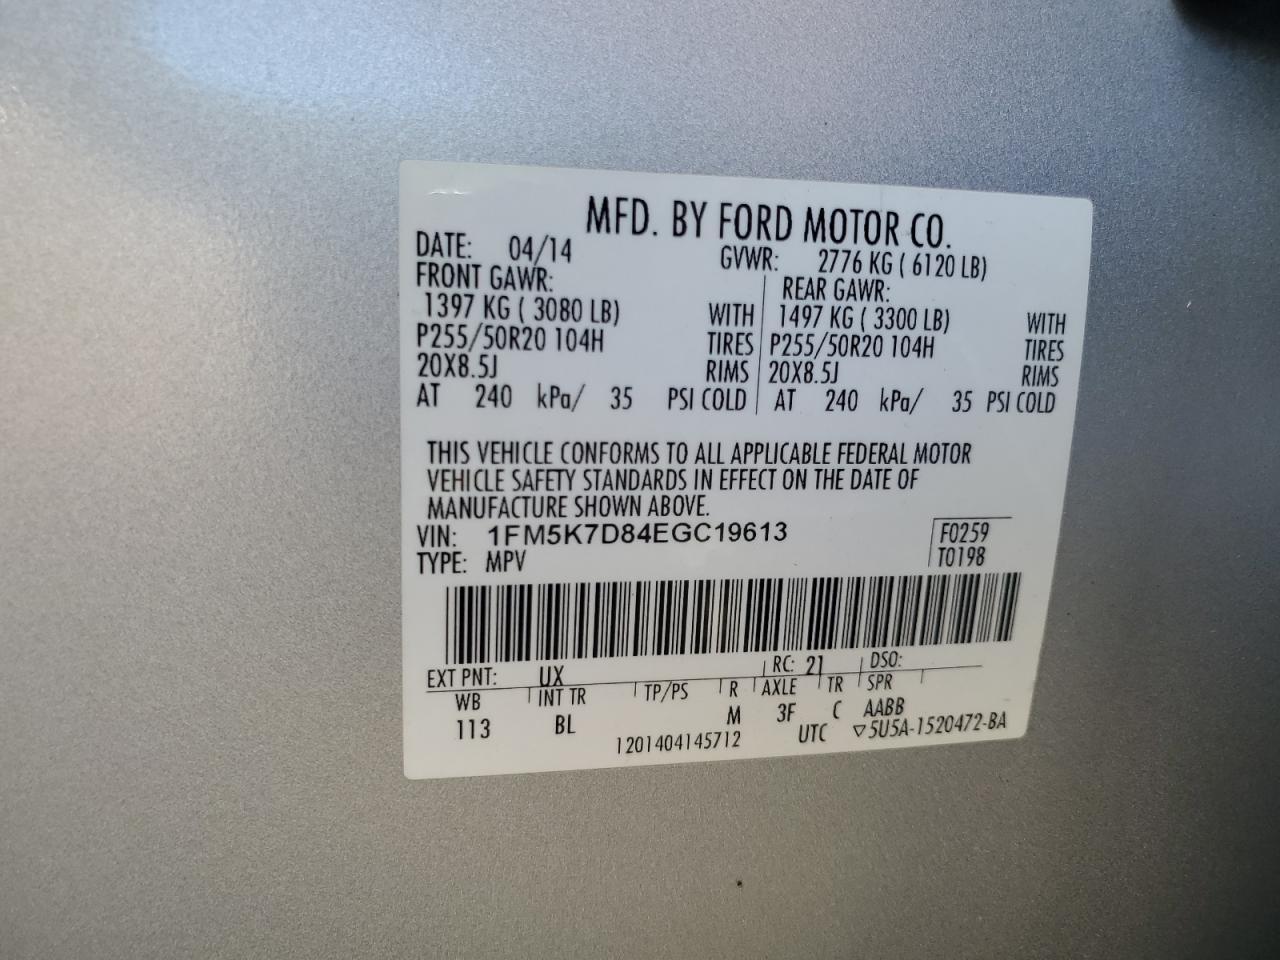 MFD. BY FORD MOTOR CO.
DATE: 04/14 GVWR: 2776 KG ( 6120 LB)
FRONT GAWR: REAR GAWR:
1397 KG ( 3080 LB) WITH 1497 KG ( 3300 LB) WITH
P255/50R20 104H TIRES P255/50R20 104H TIRES
20X8.5J RIMS 20X8.5J RIMS
AT 240 kPa/ 35 PSI COLD AT 240 kPa/ 35 PSI COLD
THIS VEHICLE CONFORMS TO ALL APPLICABLE FEDERAL MOTOR
VEHICLE SAFETY STANDARDS IN EFFECT ON THE DATE OF
MANUFACTURE SHOWN ABOVE.
VIN: 1FM5K7D84EGC19613 F0259
TYPE: MPV T0198
EXT PNT: UX RC: 21 DSO:
WB INT TR TP/PS R AXLE TR SPR
113 BL M 3F C AABB
1201404145712 UTC ▽5U5A-1520472-BA